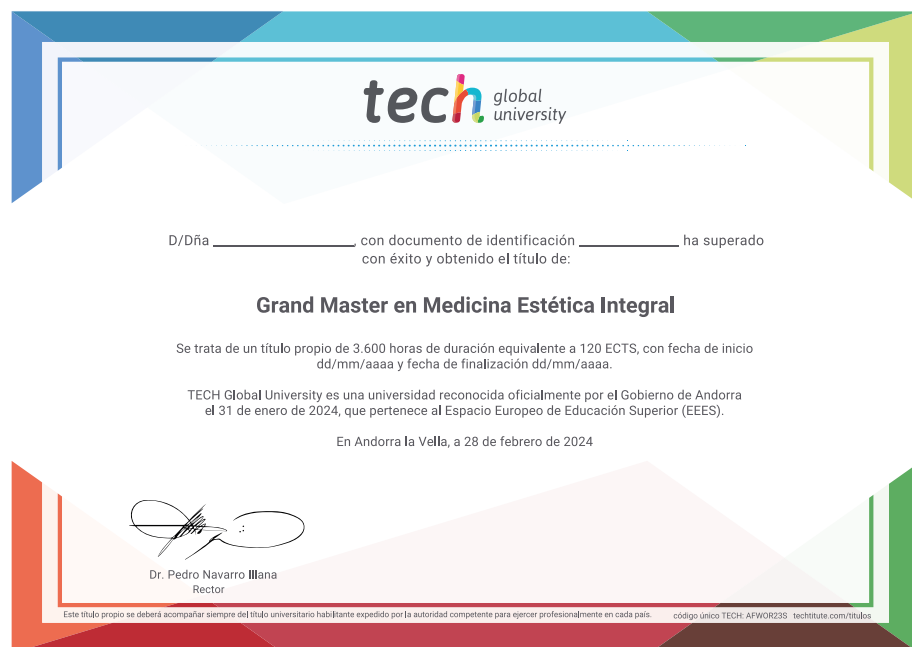 tech global university
D/Dña ______________, con documento de identificación __________ ha superado
con éxito y obtenido el título de:
Grand Master en Medicina Estética Integral
Se trata de un título propio de 3.600 horas de duración equivalente a 120 ECTS, con fecha de inicio
dd/mm/aaaa y fecha de finalización dd/mm/aaaa.
TECH Global University es una universidad reconocida oficialmente por el Gobierno de Andorra
el 31 de enero de 2024, que pertenece al Espacio Europeo de Educación Superior (EEES).
En Andorra la Vella, a 28 de febrero de 2024
Dr. Pedro Navarro Illana
Rector
Este título propio se deberá acompañar siempre del título universitario habilitante expedido por la autoridad competente para ejercer profesionalmente en cada país. código único TECH: AFWOR23S techtitute.com/titulos